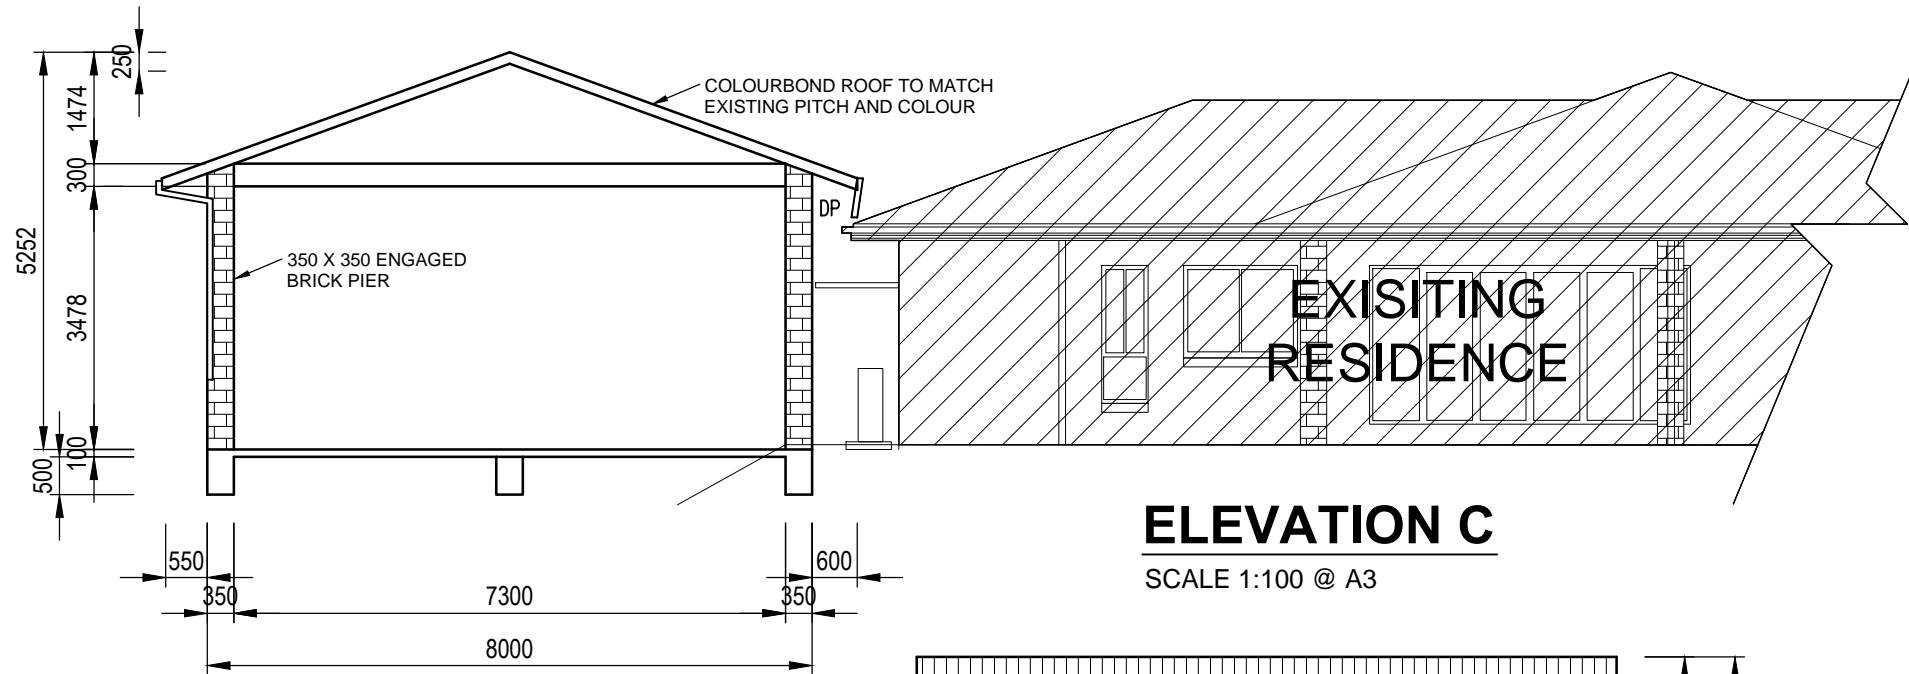 250
1474
300
5252
3478
100
500
COLOURBOND ROOF TO MATCH
EXISTING PITCH AND COLOUR
DP
350 X 350 ENGAGED
BRICK PIER
EXISITING
RESIDENCE
550
600
350
7300
350
8000
ELEVATION C
SCALE 1:100 @ A3